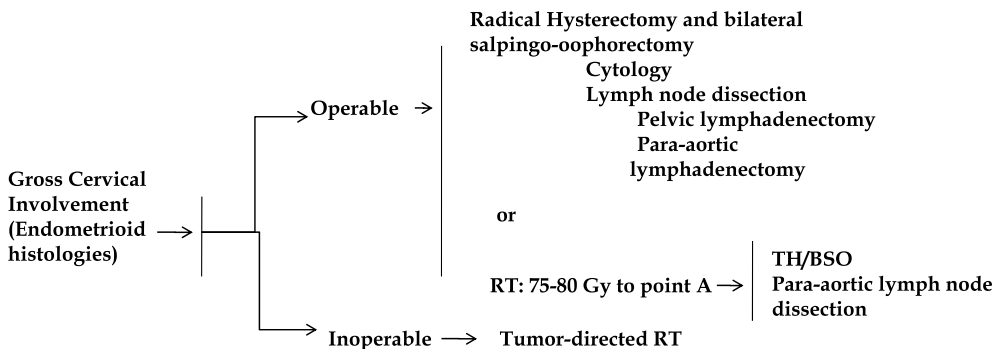 Gross Cervical
Involvement
(Endometrioid
histologies)
Operable
Radical Hysterectomy and bilateral
salpingo-oophorectomy
Cytology
Lymph node dissection
Pelvic lymphadenectomy
Para-aortic
lymphadenectomy
or
RT: 75-80 Gy to point A
TH/BSO
Para-aortic lymph node
dissection
Inoperable
Tumor-directed RT